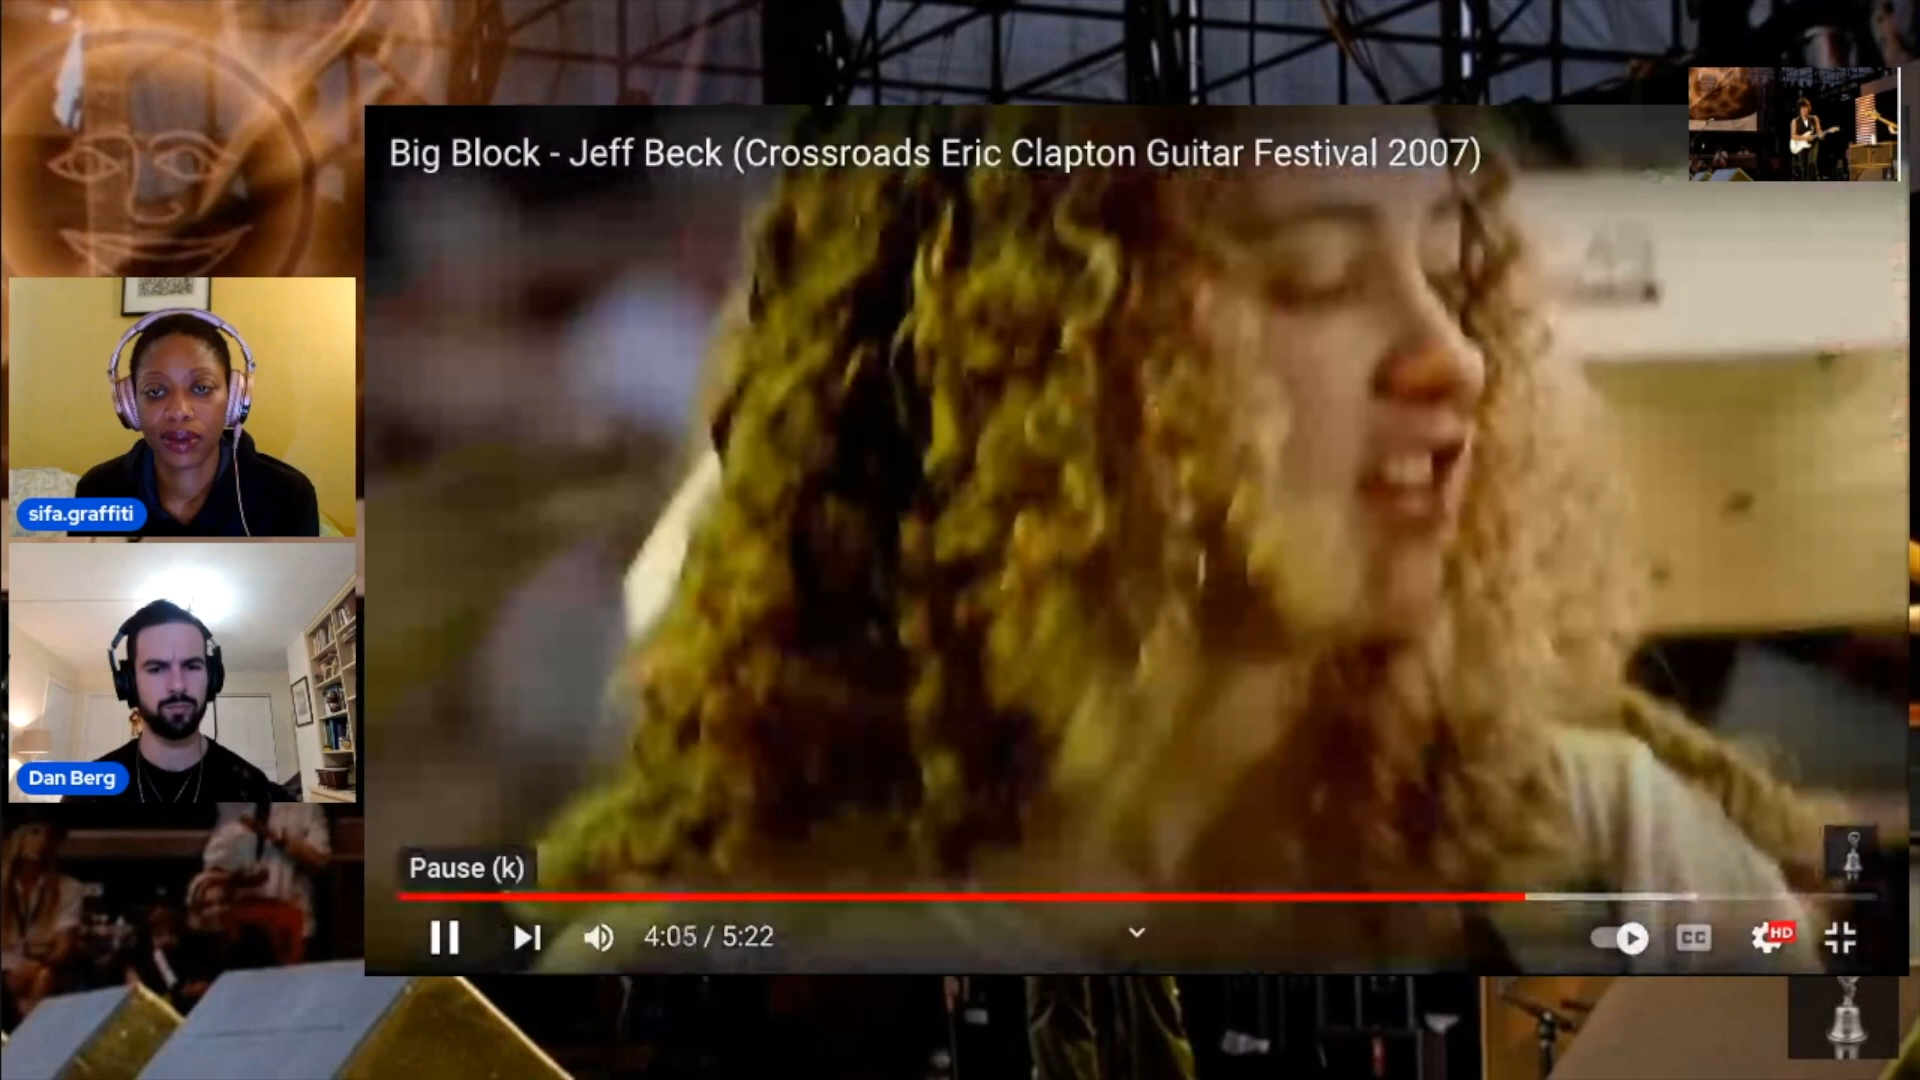 Big Block - Jeff Beck (Crossroads Eric Clapton Guitar Festival 2007)
sifa.graffiti
Dan Berg
Pause (k)
4:05 / 5:22
CC
HD